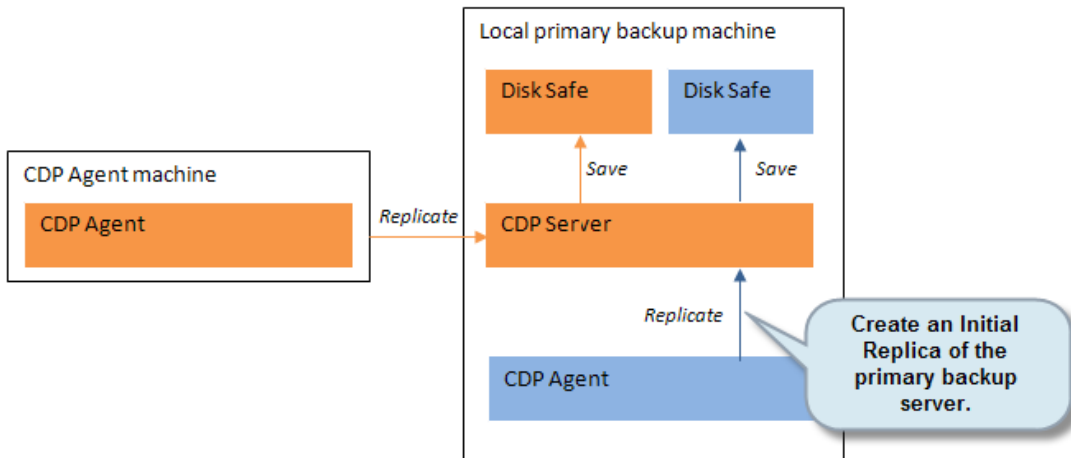 Local primary backup machine
Disk Safe
Disk Safe
CDP Agent machine
Save
Save
CDP Agent
Replicate
CDP Server
Replicate
Create an Initial
Replica of the
primary backup
server.
CDP Agent